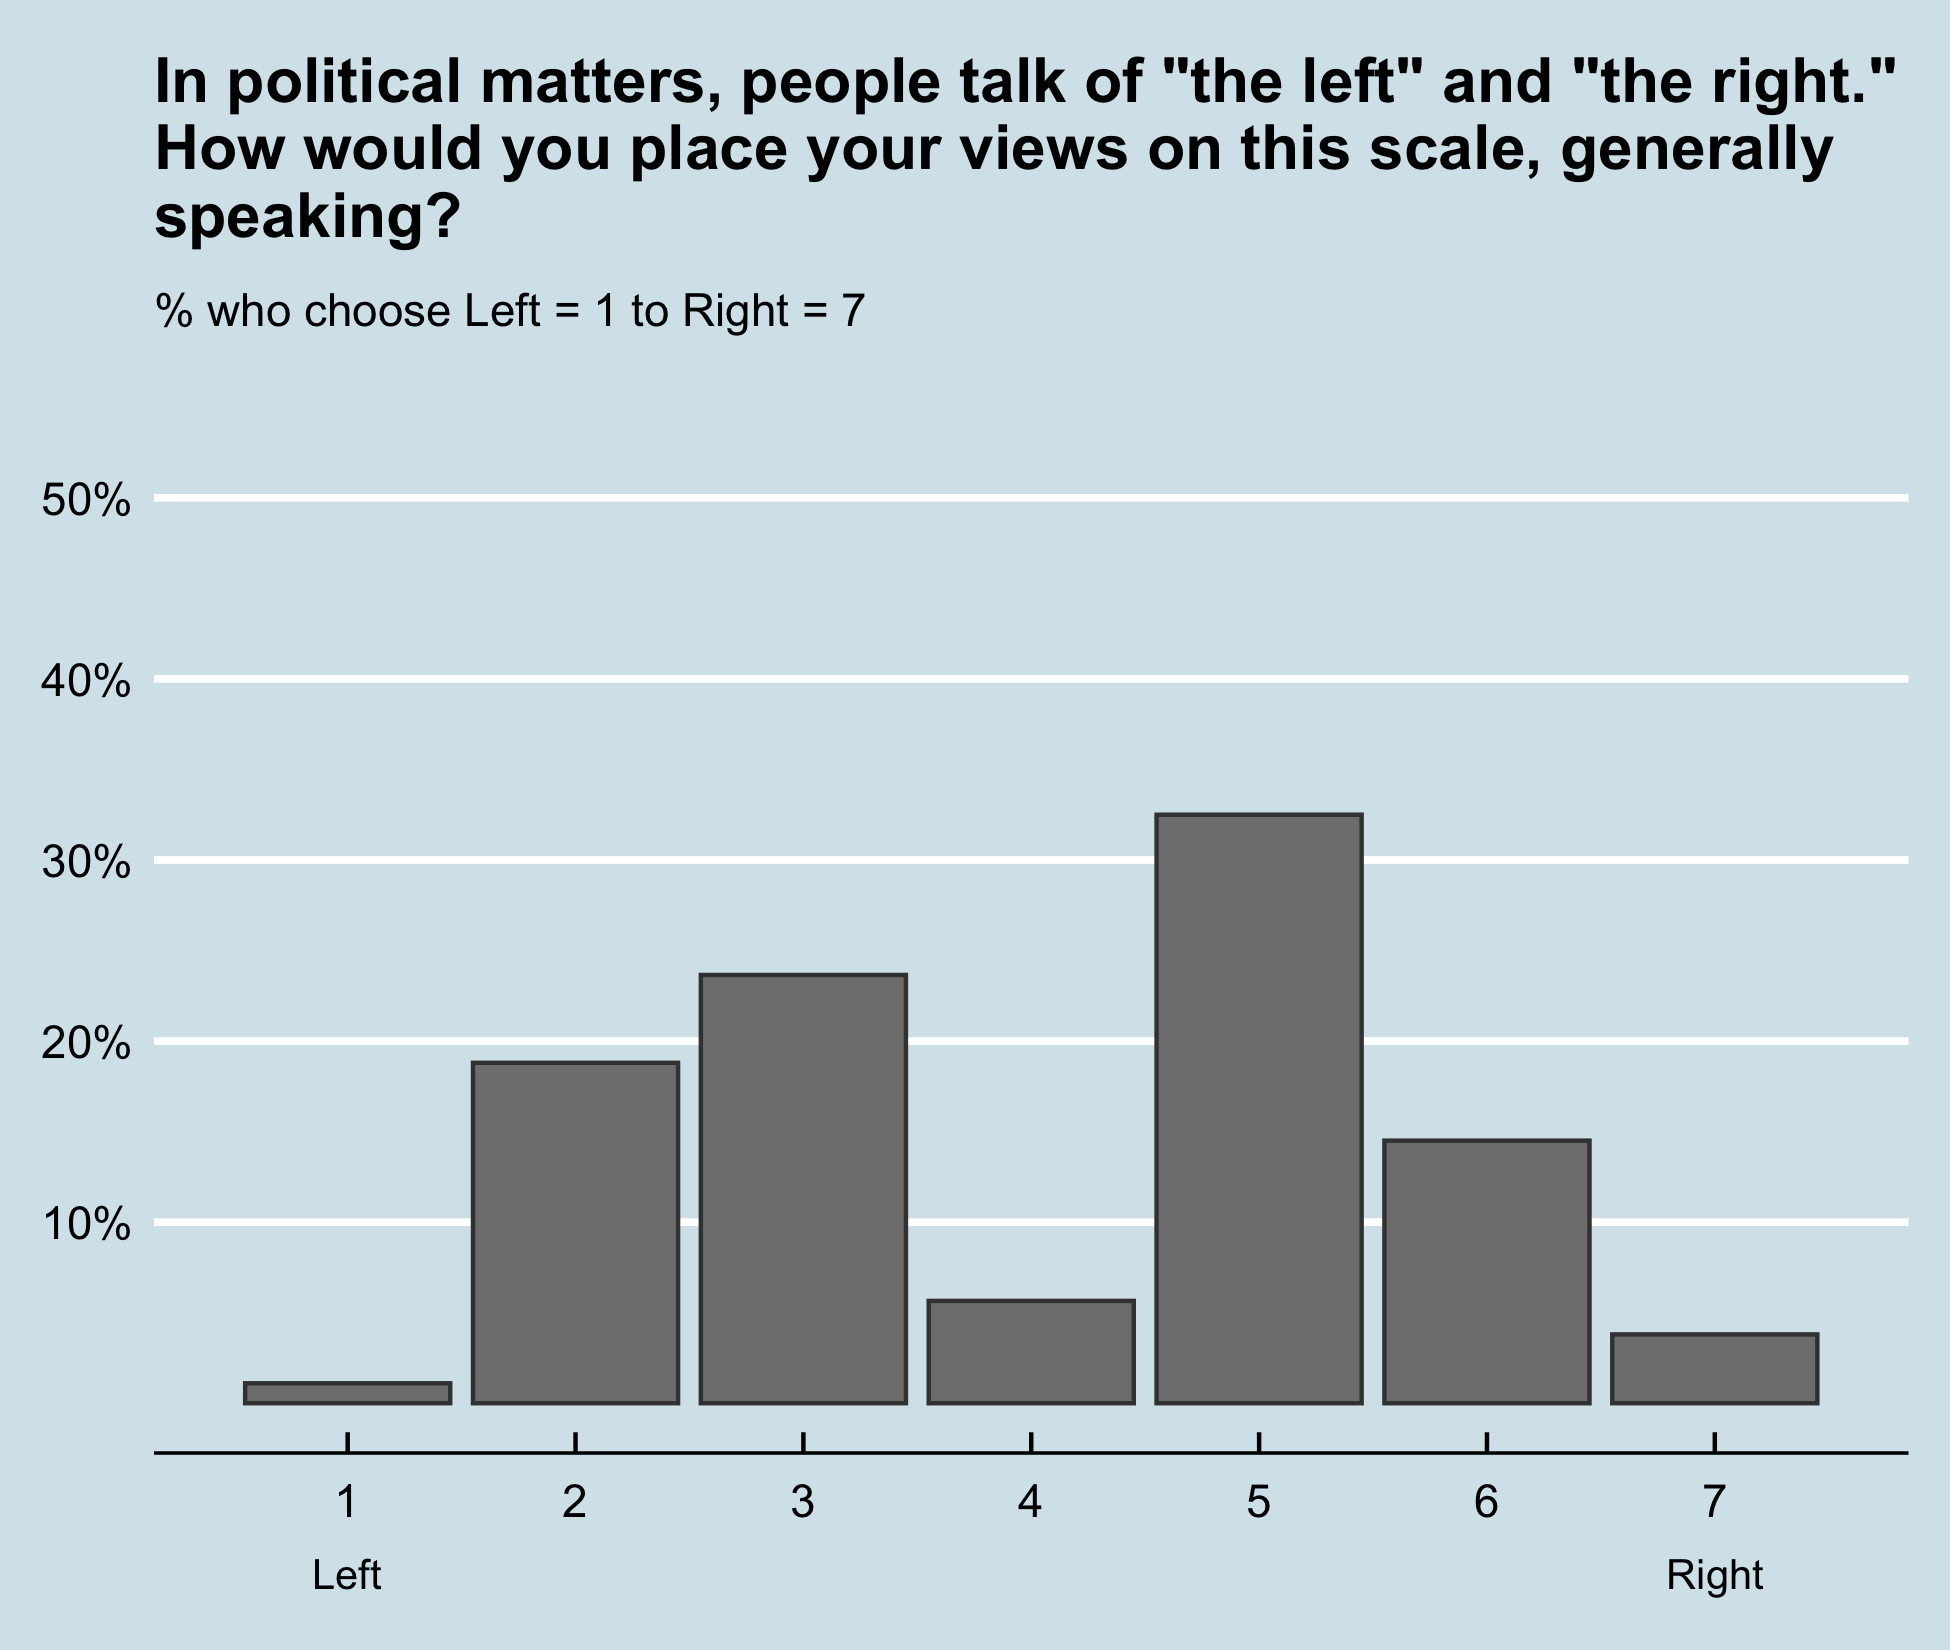 In political matters, people talk of "the left" and "the right."
How would you place your views on this scale, generally
speaking?
% who choose Left = 1 to Right = 7
50%
40%
30%
20%
10%
1 2 3 4 5 6 7
Left Right